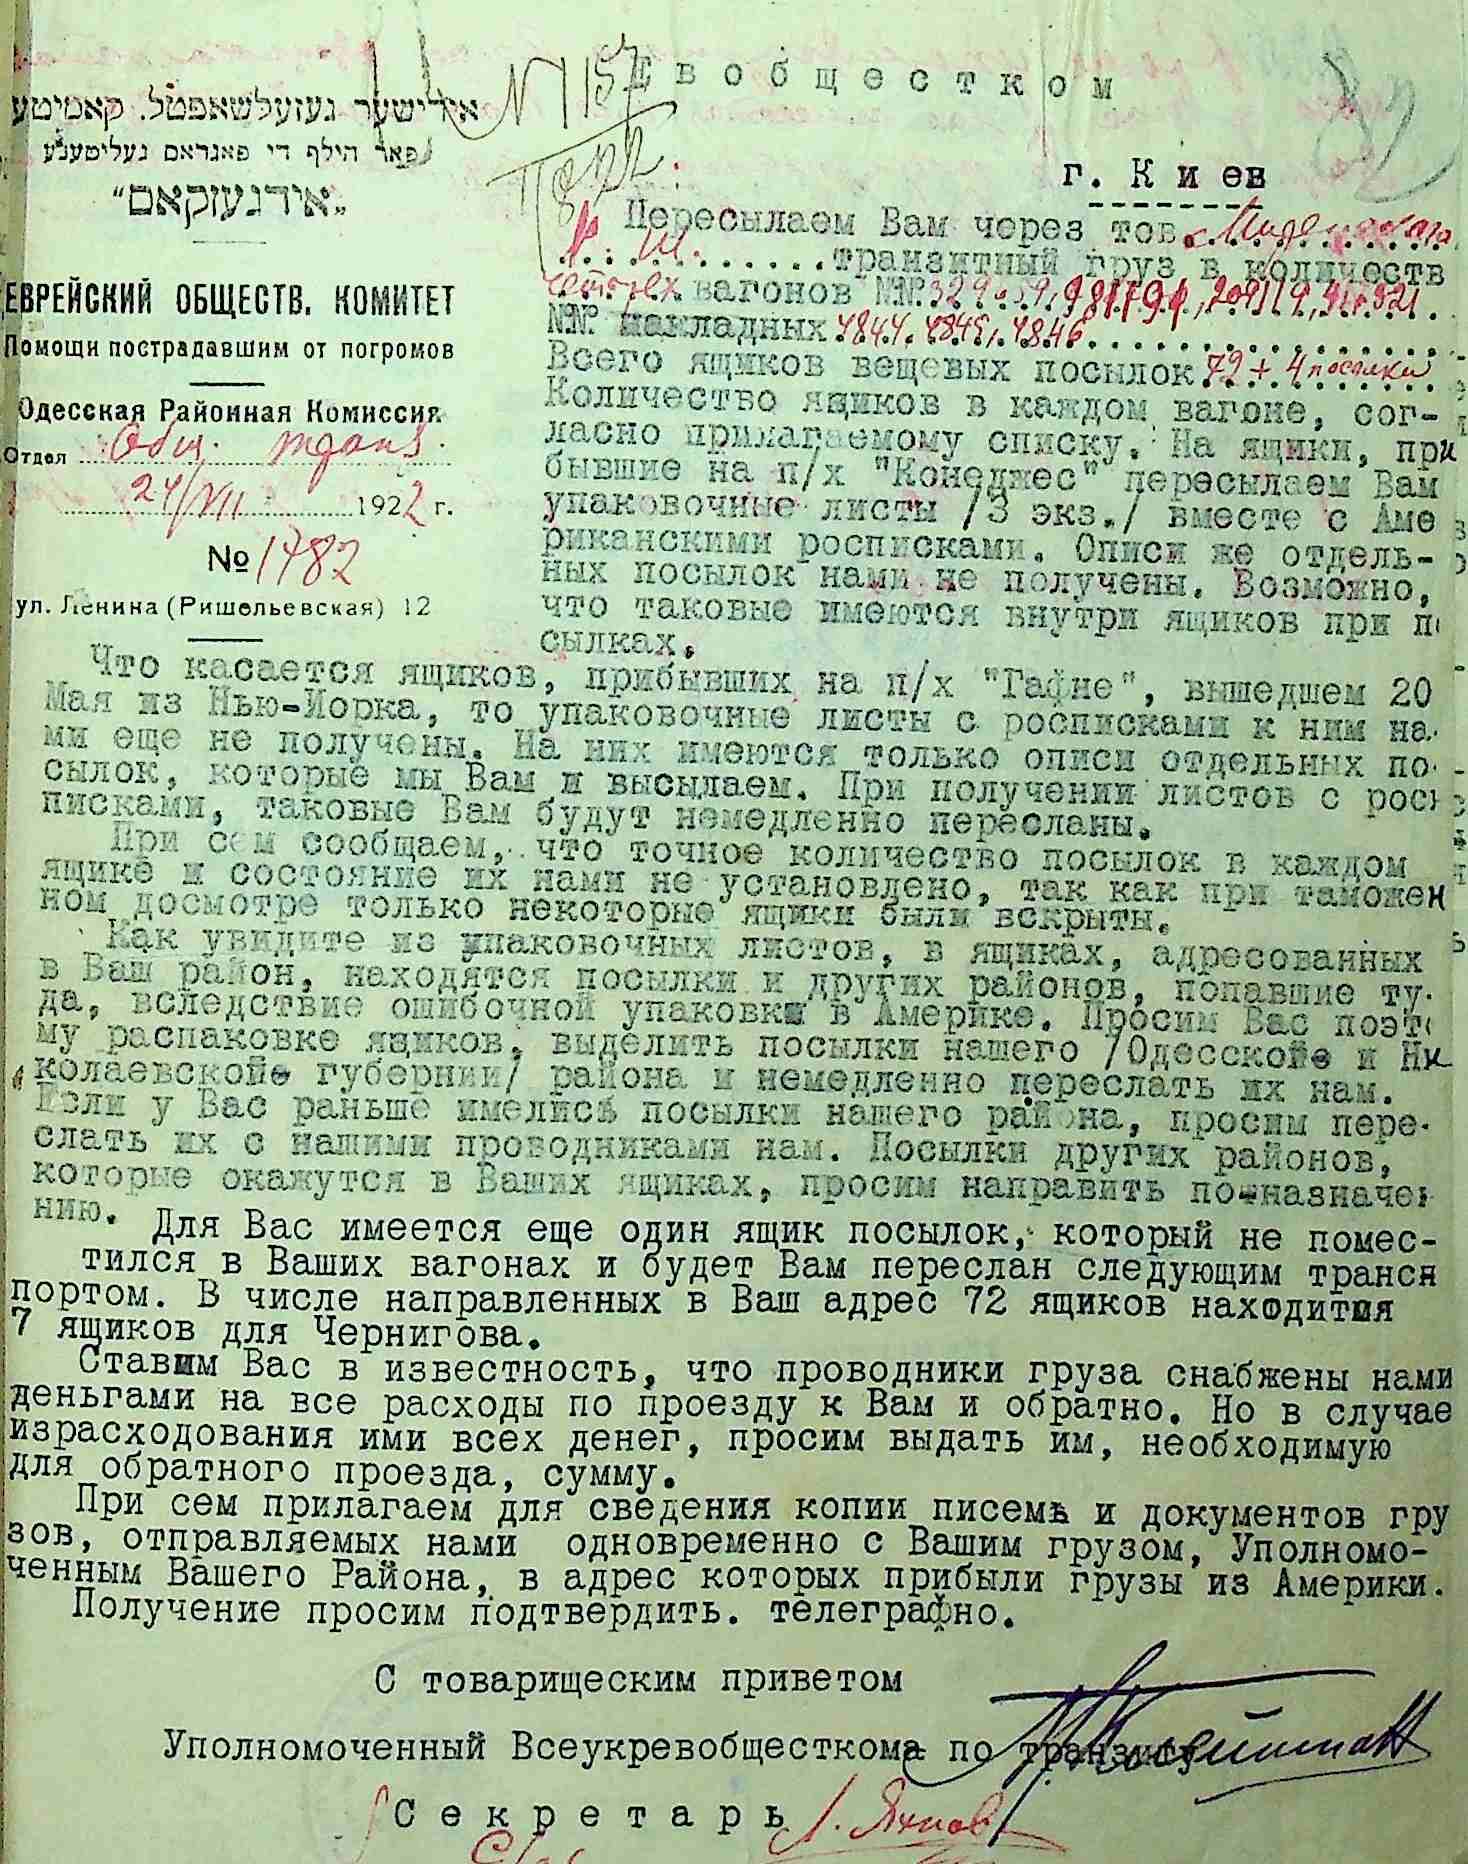 אידישער געזעלשאפטל. קאמיטעט
פאר הילף די פאגראם געליטענע
„אידגעזקאם“
ЕВРЕЙСКИЙ ОБЩЕСТВ. КОМИТЕТ
Помощи пострадавшим от погромов
Одесская Районная Комиссия
Отдел Общ.
24/VII 1922 г.
№ 1782
ул. Ленина (Ришельевская) 12
№ 1157
82
Евобщестком
г. Киев
Пересылаем Вам через тов.
транзитный груз в количеств
четырех вагонов №№
№№ накладных 4844, 4845, 4846
Всего ящиков вещевых посылок 72 + 4 посылки
Количество ящиков в каждом вагоне, сог-
ласно прилагаемому списку. На ящики, при
бывшие на п/х "Конеджес" пересылаем Вам
упаковочные листы /3 экз./ вместе с Аме
риканскими росписками. Описи же отдель-
ных посылок нами не получены. Возможно,
что таковые имеются внутри ящиков при по
сылках.
Что касается ящиков, прибывших на п/х "Гафне", вышедшем 20
Мая из Нью-Йорка, то упаковочные листы с росписками к ним на-
ми еще не получены. На них имеются только описи отдельных по-
сылок, которые мы Вам и высылаем. При получении листов с рос-
писками, таковые Вам будут немедленно пересланы.
При сем сообщаем, что точное количество посылок в каждом
ящике и состояние их нами не установлено, так как при таможен
ном досмотре только некоторые ящики были вскрыты.
Как увидите из упаковочных листов, в ящиках, адресованных
в Ваш район, находятся посылки и других районов, попавшие ту-
да, вследствие ошибочной упаковки в Америке. Просим Вас поэто
му распаковке ящиков, выделить посылки нашего /Одесской и Ни
колаевской губернии/ района и немедленно переслать их нам.
Если у Вас раньше имелись посылки нашего района, просим пере-
слать их с нашими проводниками нам. Посылки других районов,
которые окажутся в Ваших ящиках, просим направить по назначе
нию.
Для Вас имеется еще один ящик посылок, который не помес-
тился в Ваших вагонах и будет Вам переслан следующим транся
портом. В числе направленных в Ваш адрес 72 ящиков находится
7 ящиков для Чернигова.
Ставим Вас в известность, что проводники груза снабжены нами
деньгами на все расходы по проезду к Вам и обратно. Но в случае
израсходования ими всех денег, просим выдать им, необходимую
для обратного проезда, сумму.
При сем прилагаем для сведения копии писем и документов гру
зов, отправляемых нами одновременно с Вашим грузом, Уполномо-
ченным Вашего Района, в адрес которых прибыли грузы из Америки.
Получение просим подтвердить. телеграфно.
С товарищеским приветом
Уполномоченный Всеукревобщесткома по транзиту
Секретарь